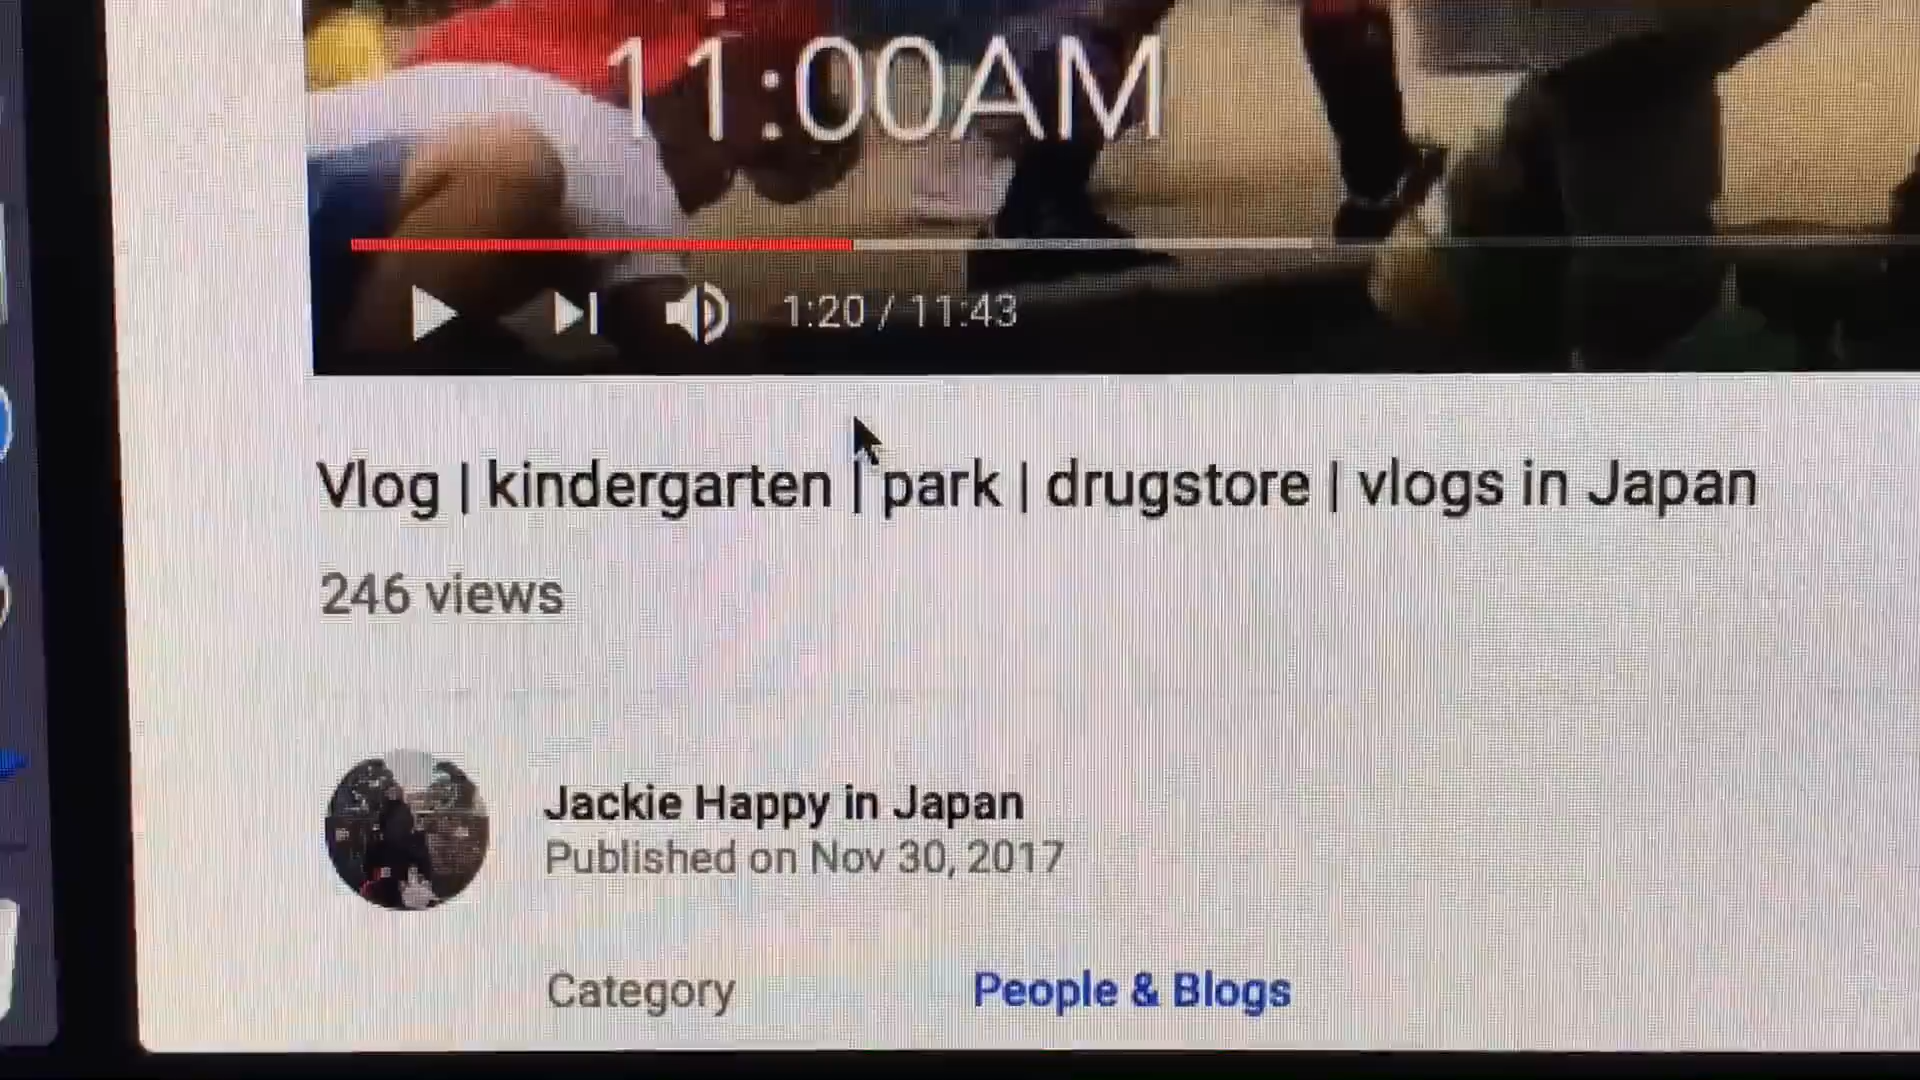 11:00AM
1:20 / 11:43
Vlog | kindergarten | park | drugstore | vlogs in Japan
246 views
Jackie Happy in Japan
Published on Nov 30, 2017
Category People & Blogs